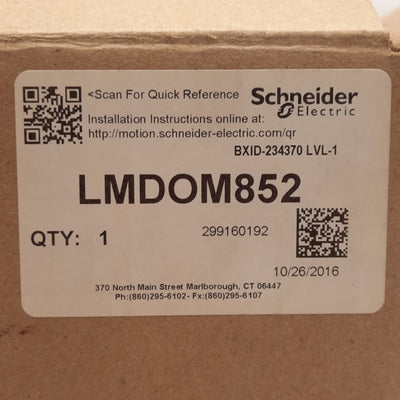 <Scan For Quick Reference
Schneider
Electric
Installation Instructions online at:
http://motion.schneider-electric.com/qr
BXID-234370 LVL-1
LMDOM852
QTY: 1
299160192
10/26/2016
370 North Main Street Marlborough, CT 06447
Ph:(860)295-6102- Fx:(860)295-6107